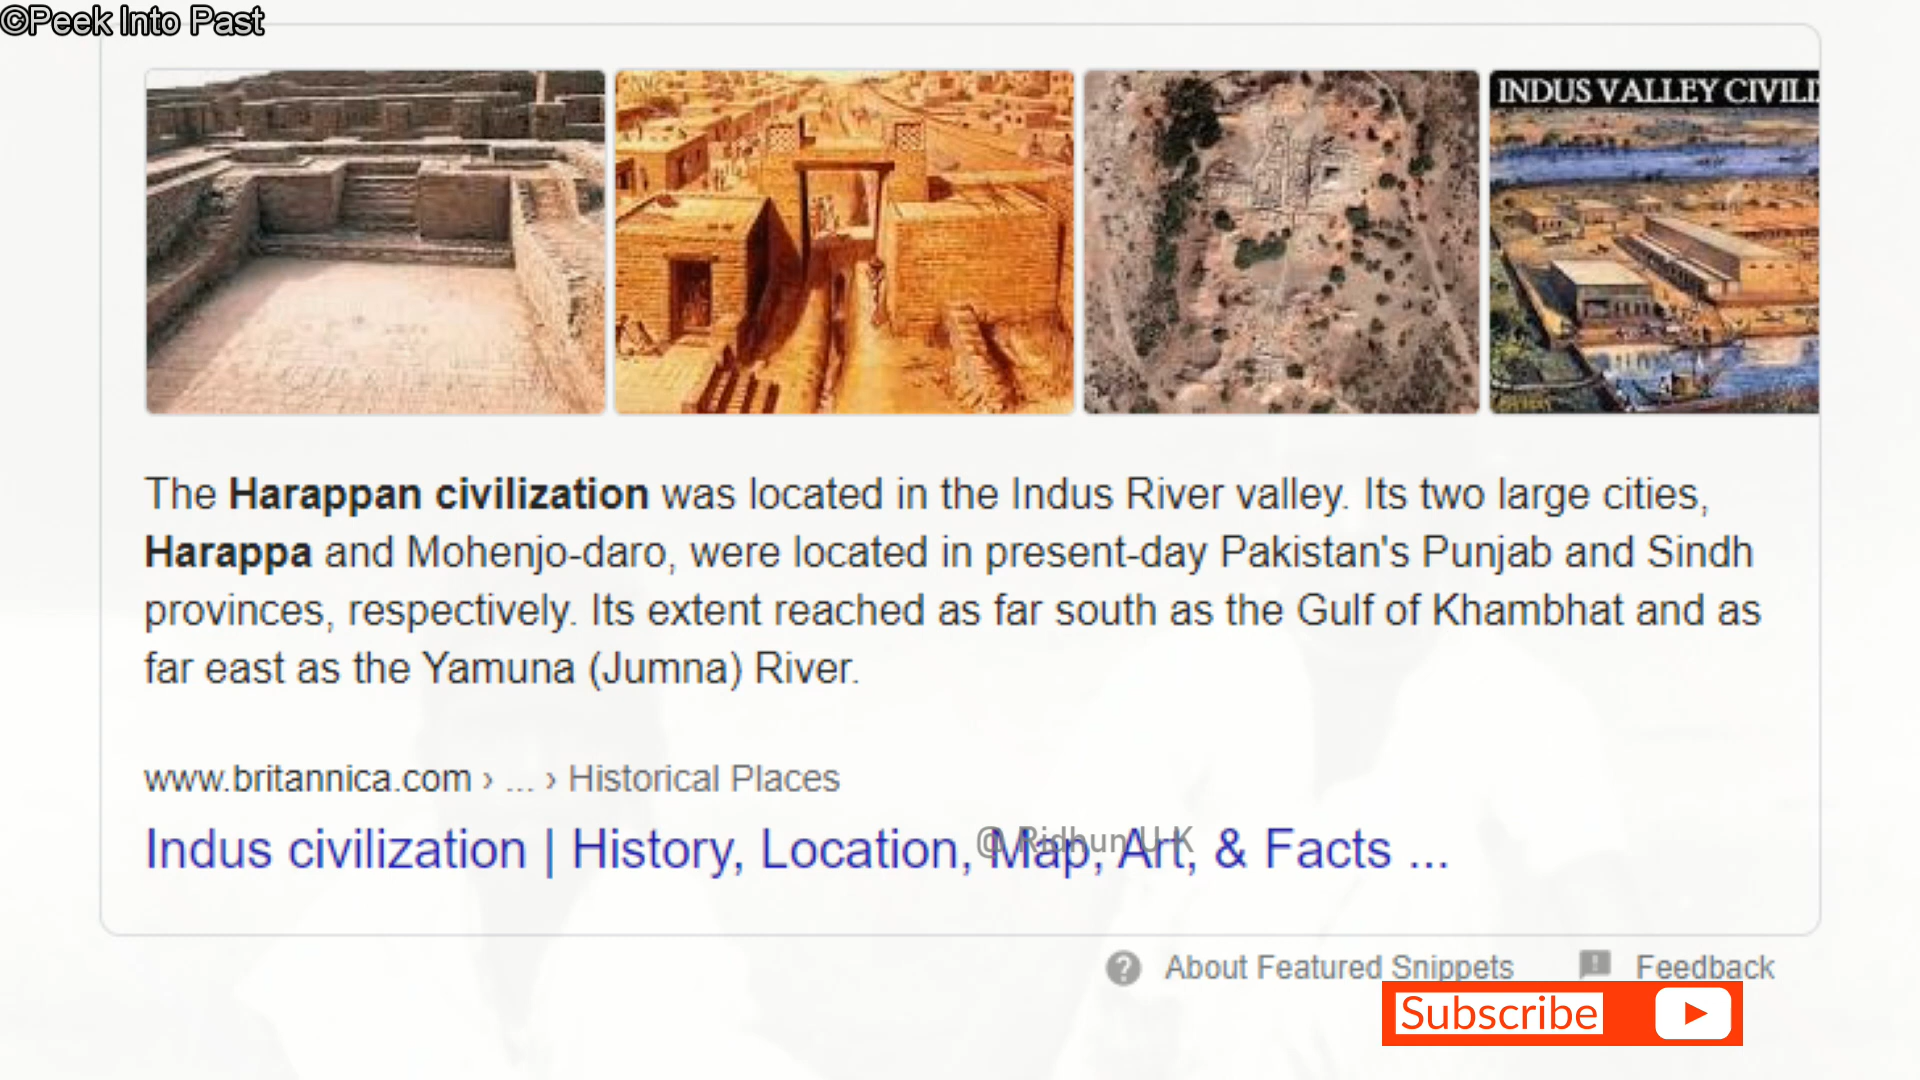 ©Peek Into Past
INDUS VALLEY
The Harappan civilization was located in the Indus River valley. Its two large cities,
Harappa and Mohenjo-daro, were located in present-day Pakistan's Punjab and Sindh
provinces, respectively. Its extent reached as far south as the Gulf of Khambhat and as
far east as the Yamuna (Jumna) River.
www.britannica.com › ... › Historical Places
@ Ridhun U K
Indus civilization | History, Location, Map, Art, & Facts ...
About Featured Snippets Feedback
Subscribe